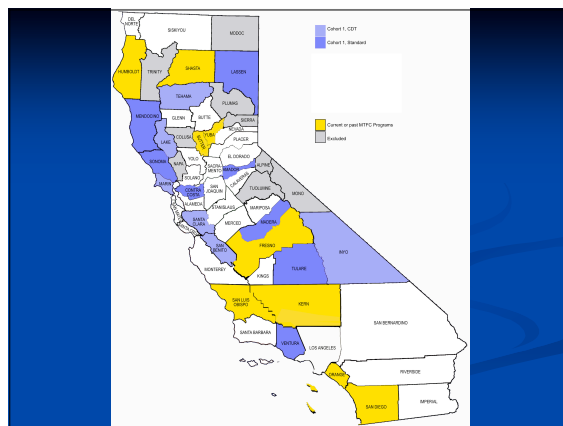 DEL
NORTE
SISKIYOU
MODOC
Cohort 1, CDT
Cohort 1, Standard
HUMBOLDT
TRINITY
SHASTA
LASSEN
TEHAMA
PLUMAS
MENDOCINO
GLENN
BUTTE
SIERRA
NEVADA
Current or past MTFC Programs
Excluded
LAKE
COLUSA
SUTTER
YUBA
PLACER
SONOMA
NAPA
YOLO
EL DORADO
ALPINE
SACRA
MENTO
AMADOR
SOLANO
MARIN
CALAVERAS
CONTRA
COSTA
SAN
JOAQUIN
TUOLUMNE
MONO
ALAMEDA
STANISLAUS
MARIPOSA
SANTA
CLARA
MERCED
MADERA
SAN
BENITO
FRESNO
INYO
MONTEREY
KINGS
TULARE
SAN LUIS
OBISPO
KERN
SAN BERNARDINO
SANTA BARBARA
VENTURA
LOS ANGELES
ORANGE
RIVERSIDE
SAN DIEGO
IMPERIAL